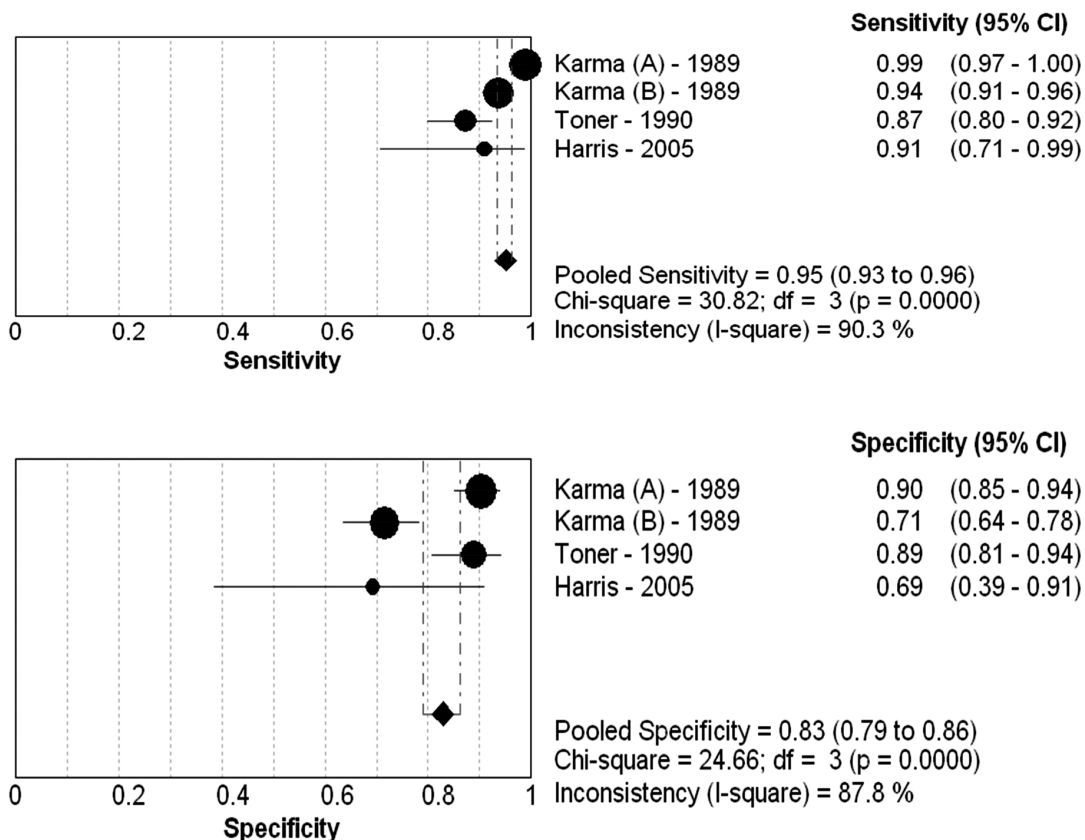 Sensitivity (95% CI)
Karma (A) - 1989 0.99 (0.97 - 1.00)
Karma (B) - 1989 0.94 (0.91 - 0.96)
Toner - 1990 0.87 (0.80 - 0.92)
Harris - 2005 0.91 (0.71 - 0.99)
Pooled Sensitivity = 0.95 (0.93 to 0.96)
Chi-square = 30.82; df = 3 (p = 0.0000)
Inconsistency (I-square) = 90.3 %
0 0.2 0.4 0.6 0.8 1
Sensitivity
Specificity (95% CI)
Karma (A) - 1989 0.90 (0.85 - 0.94)
Karma (B) - 1989 0.71 (0.64 - 0.78)
Toner - 1990 0.89 (0.81 - 0.94)
Harris - 2005 0.69 (0.39 - 0.91)
Pooled Specificity = 0.83 (0.79 to 0.86)
Chi-square = 24.66; df = 3 (p = 0.0000)
Inconsistency (I-square) = 87.8 %
0 0.2 0.4 0.6 0.8 1
Specificity